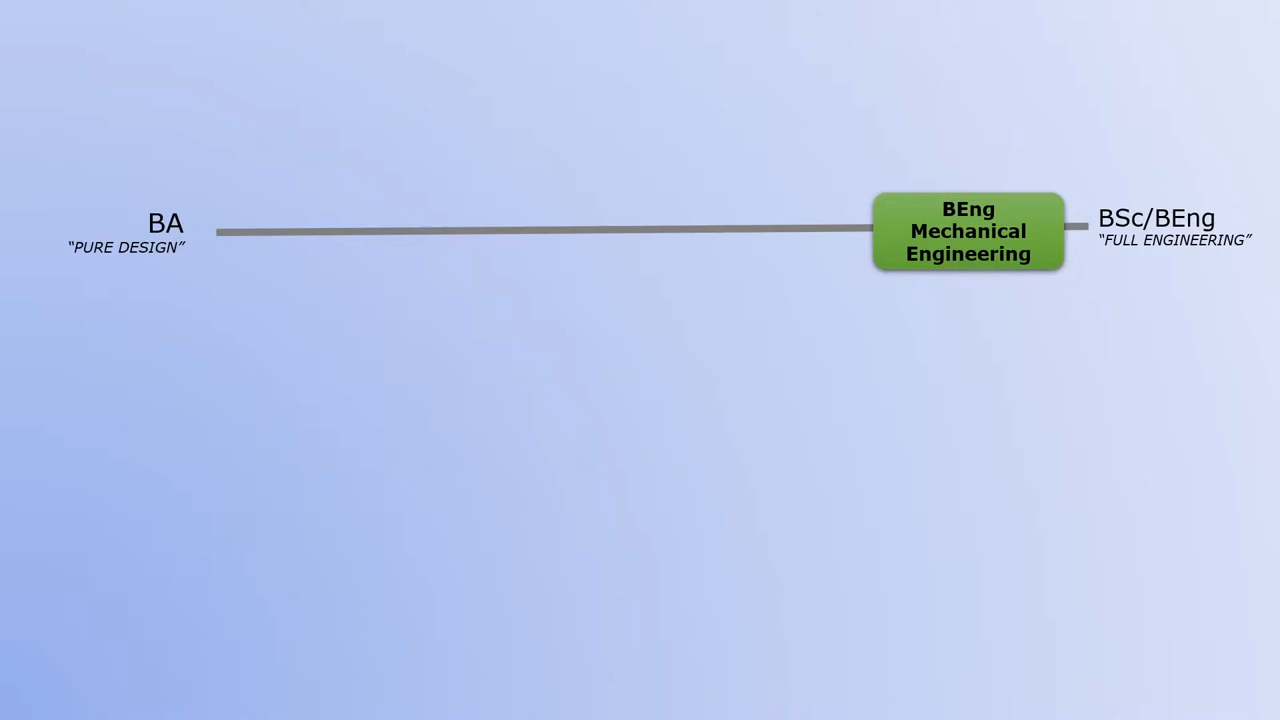 BA
“PURE DESIGN”
BEng
Mechanical
Engineering
BSc/BEng
“FULL ENGINEERING”